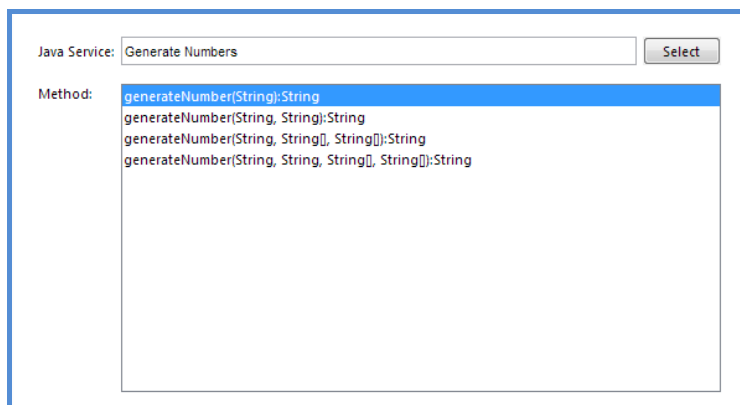 Java Service: Generate Numbers Select
Method:
generateNumber(String):String
generateNumber(String, String):String
generateNumber(String, String[], String[]):String
generateNumber(String, String, String[], String[]):String